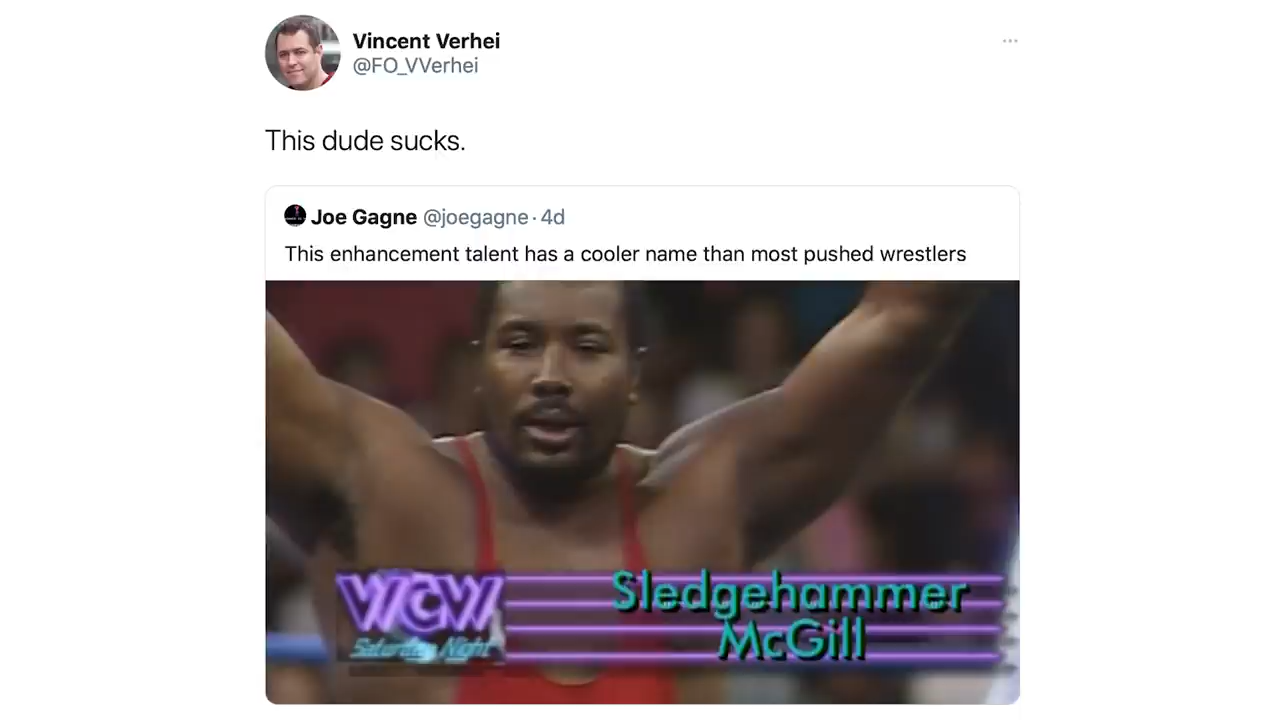 Vincent Verhei
@FO_VVerhei
This dude sucks.
Joe Gagne @joegagne · 4d
This enhancement talent has a cooler name than most pushed wrestlers
WCW
Saturday Night
Sledgehammer
McGill